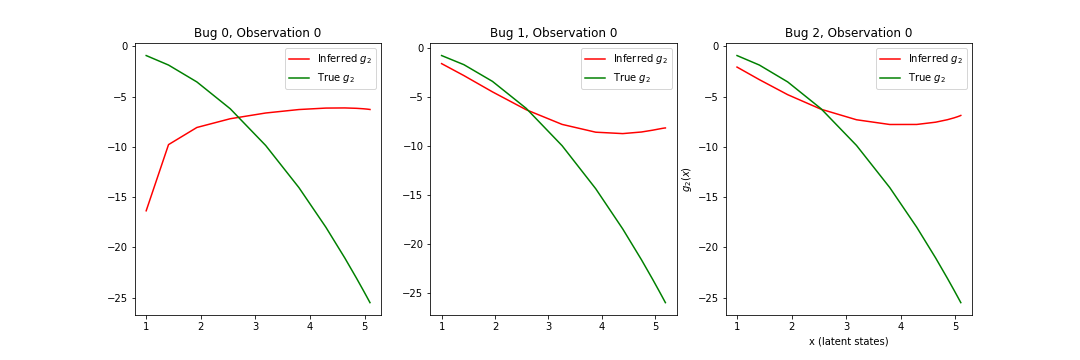 Bug 0, Observation 0
Inferred g₂
True g₂
0
−5
−10
−15
−20
−25
1 2 3 4 5
Bug 1, Observation 0
Inferred g₂
True g₂
0
−5
−10
−15
−20
−25
1 2 3 4 5
Bug 2, Observation 0
Inferred g₂
True g₂
g₂(x)
0
−5
−10
−15
−20
−25
1 2 3 4 5
x (latent states)